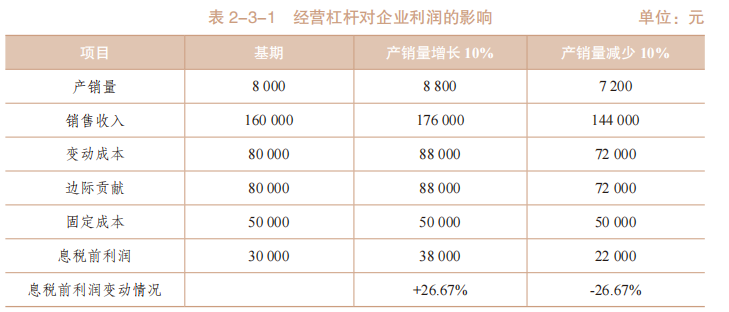 表 2-3-1 经营杠杆对企业利润的影响 单位：元
项目 基期 产销量增长 10% 产销量减少 10%
产销量 8 000 8 800 7 200
销售收入 160 000 176 000 144 000
变动成本 80 000 88 000 72 000
边际贡献 80 000 88 000 72 000
固定成本 50 000 50 000 50 000
息税前利润 30 000 38 000 22 000
息税前利润变动情况 +26.67% -26.67%